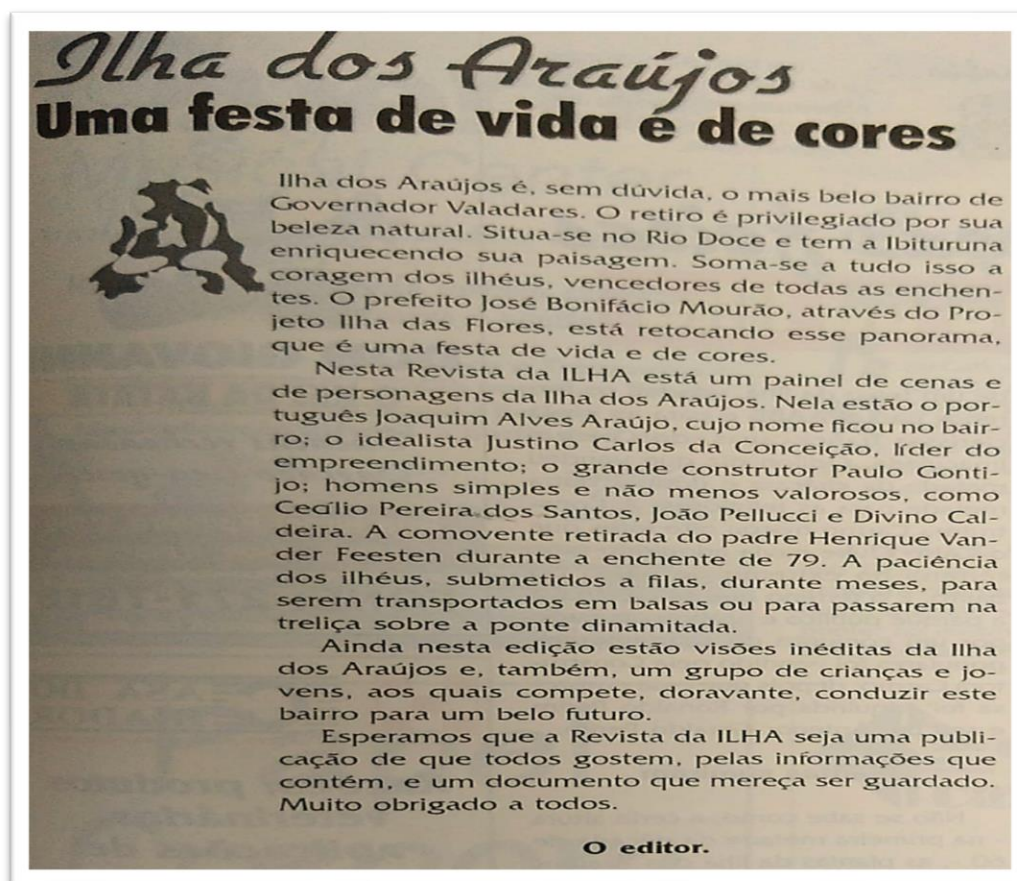 Ilha dos Araújos
Uma festa de vida e de cores
Ilha dos Araújos é, sem dúvida, o mais belo bairro de
Governador Valadares. O retiro é privilegiado por sua
beleza natural. Situa-se no Rio Doce e tem a Ibituruna
enriquecendo sua paisagem. Soma-se a tudo isso a
coragem dos ilhéus, vencedores de todas as enchen-
tes. O prefeito José Bonifácio Mourão, através do Pro-
jeto Ilha das Flores, está retocando esse panorama,
que é uma festa de vida e de cores.
Nesta Revista da ILHA está um painel de cenas e
de personagens da Ilha dos Araújos. Nela estão o por-
tuguês Joaquim Alves Araújo, cujo nome ficou no bair-
ro; o idealista Justino Carlos da Conceição, líder do
empreendimento; o grande construtor Paulo Gonti-
jo; homens simples e não menos valorosos, como
Cecílio Pereira dos Santos, João Pellucci e Divino Cal-
deira. A comovente retirada do padre Henrique Van-
der Feesten durante a enchente de 79. A paciência
dos ilhéus, submetidos a filas, durante meses, para
serem transportados em balsas ou para passarem na
treliça sobre a ponte dinamitada.
Ainda nesta edição estão visões inéditas da Ilha
dos Araújos e, também, um grupo de crianças e jo-
vens, aos quais compete, doravante, conduzir este
bairro para um belo futuro.
Esperamos que a Revista da ILHA seja uma publi-
cação de que todos gostem, pelas informações que
contém, e um documento que mereça ser guardado.
Muito obrigado a todos.
O editor.